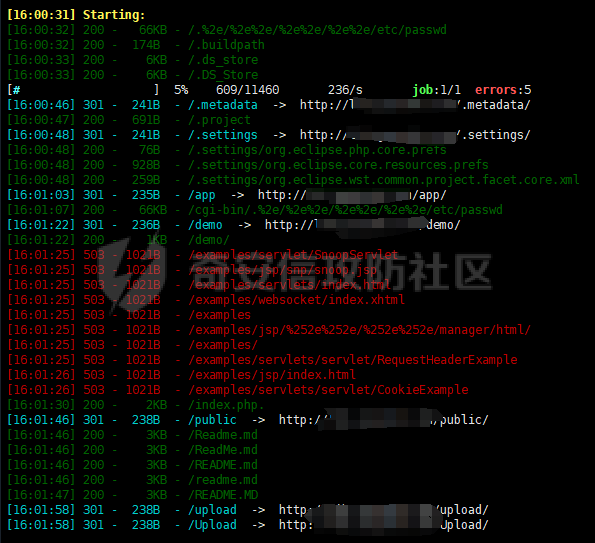 [16:00:31] Starting:
[16:00:32] 200 -   66KB - /.%2e/%2e%2e/%2e%2e/%2e%2e/etc/passwd
[16:00:32] 200 -  174B  - /.buildpath
[16:00:33] 200 -    6KB - /.ds_store
[16:00:33] 200 -    6KB - /.DS_Store
[#                   ]  5%    609/11460       236/s       job:1/1  errors:5
[16:00:46] 301 -  241B  - /.metadata  ->  http://l /.metadata/
[16:00:47] 200 -  691B  - /.project
[16:00:48] 301 -  241B  - /.settings  ->  http:// /.settings/
[16:00:48] 200 -   76B  - /.settings/org.eclipse.php.core.prefs
[16:00:48] 200 -  928B  - /.settings/org.eclipse.core.resources.prefs
[16:00:48] 200 -  259B  - /.settings/org.eclipse.wst.common.project.facet.core.xml
[16:01:03] 301 -  235B  - /app  ->  http:// /app/
[16:01:07] 200 -   66KB - /cgi-bin/.%2e/%2e%2e/%2e%2e/%2e%2e/etc/passwd
[16:01:22] 301 -  236B  - /demo  ->  http://l demo/
[16:01:22] 200 -    1KB - /demo/
[16:01:25] 503 - 1021B  - /examples/servlet/SnoopServlet
[16:01:25] 503 - 1021B  - /examples/jsp/snp/snoop.jsp
[16:01:25] 503 - 1021B  - /examples/servlets/index.html
奇安信攻防社区
[16:01:25] 503 - 1021B  - /examples/websocket/index.xhtml
[16:01:25] 503 - 1021B  - /examples
[16:01:25] 503 - 1021B  - /examples/jsp/%252e%252e/%252e%252e/manager/html/
[16:01:25] 503 - 1021B  - /examples/
[16:01:25] 503 - 1021B  - /examples/servlets/servlet/RequestHeaderExample
[16:01:26] 503 - 1021B  - /examples/jsp/index.html
[16:01:26] 503 - 1021B  - /examples/servlets/servlet/CookieExample
[16:01:30] 200 -    2KB - /index.php.
[16:01:46] 301 -  238B  - /public  ->  http:/ /public/
[16:01:46] 200 -    3KB - /Readme.md
[16:01:46] 200 -    3KB - /ReadMe.md
[16:01:46] 200 -    3KB - /README.md
[16:01:46] 200 -    3KB - /readme.md
[16:01:47] 200 -    3KB - /README.MD
[16:01:58] 301 -  238B  - /upload  ->  http: /upload/
[16:01:58] 301 -  238B  - /Upload  ->  http: /Upload/